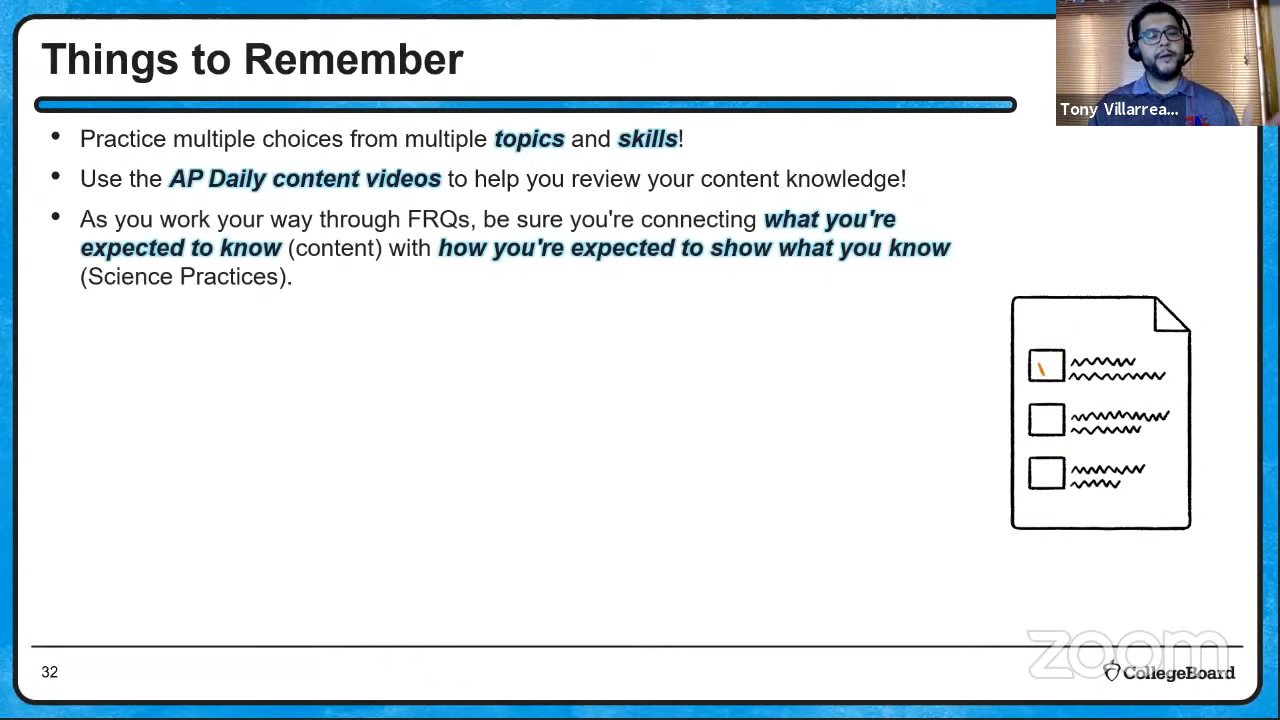 Things to Remember
Tony Villarrea...
• Practice multiple choices from multiple topics and skills!
• Use the AP Daily content videos to help you review your content knowledge!
• As you work your way through FRQs, be sure you're connecting what you're
expected to know (content) with how you're expected to show what you know
(Science Practices).
zoom
32
CollegeBoard